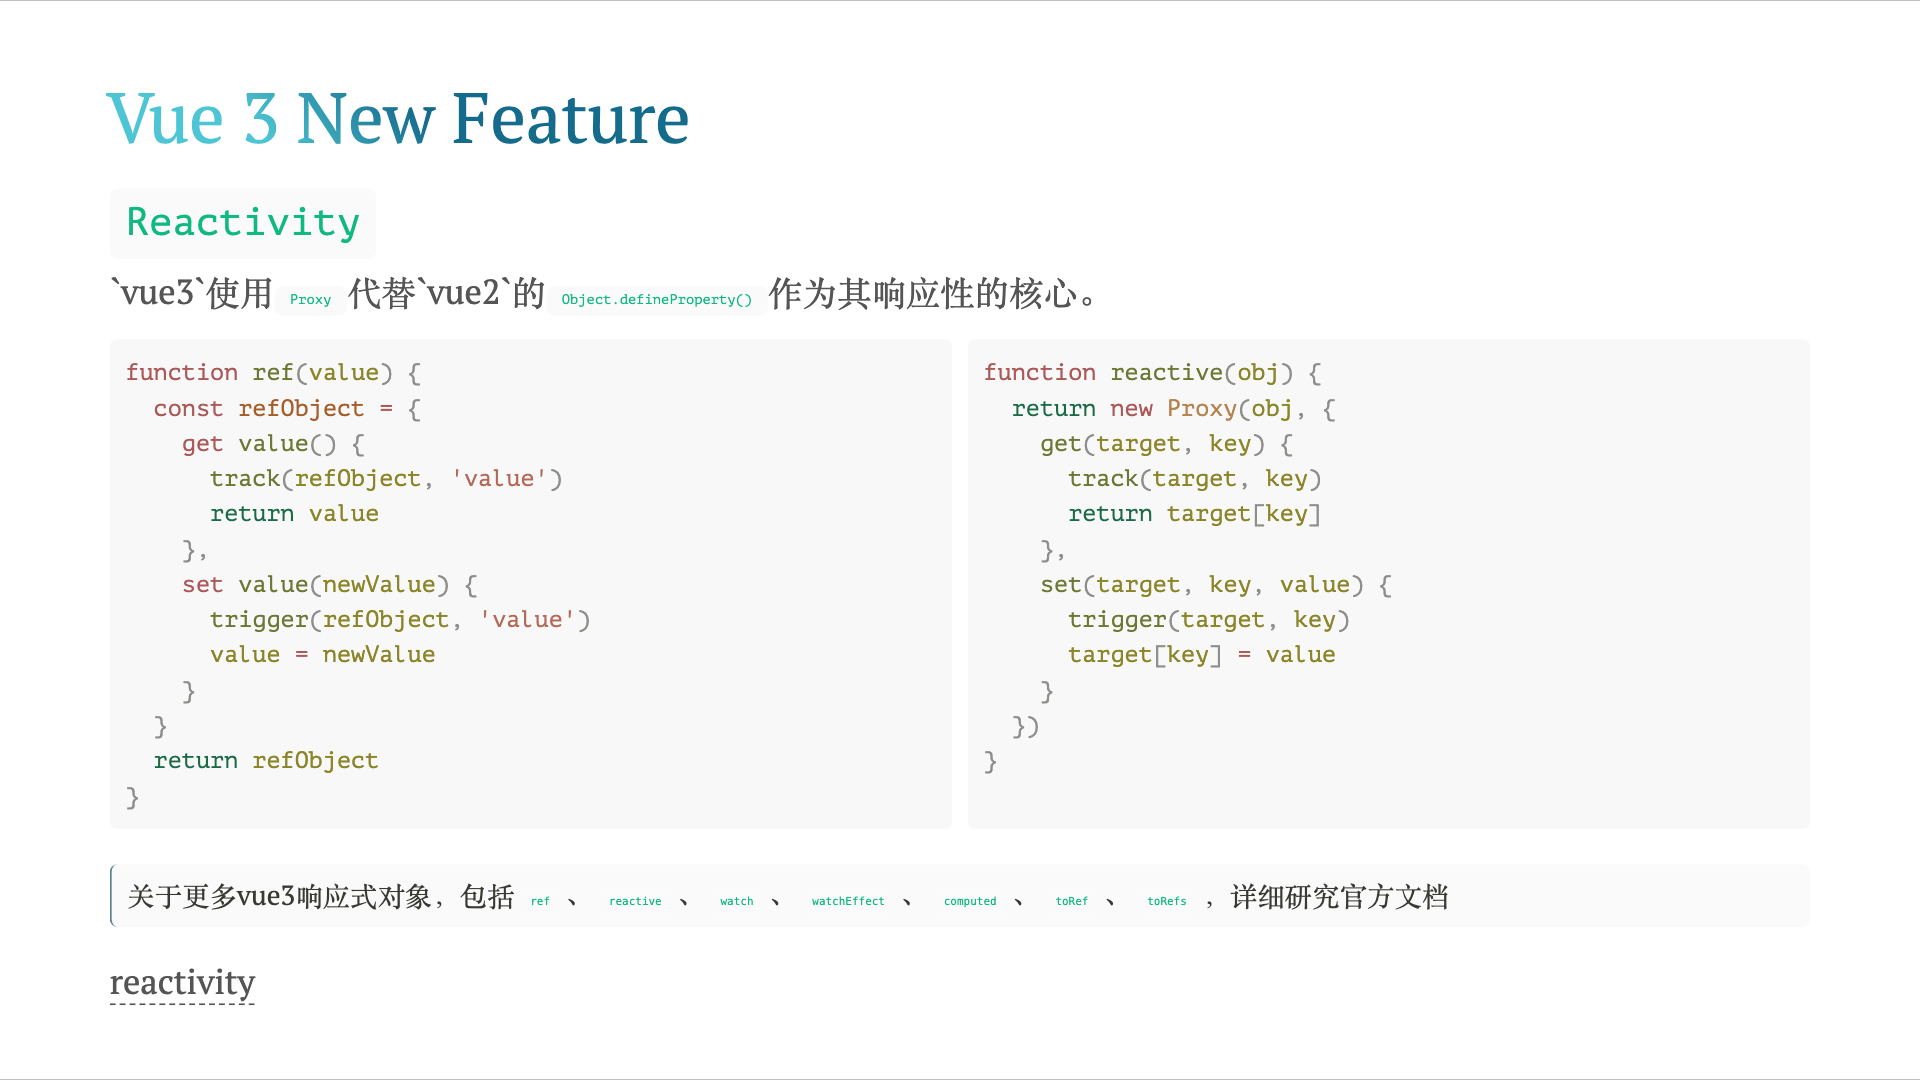 Vue 3 New Feature
Reactivity
`vue3`使用 Proxy 代替`vue2`的 Object.defineProperty() 作为其响应性的核心。
function ref(value) {
  const refObject = {
    get value() {
      track(refObject, 'value')
      return value
    },
    set value(newValue) {
      trigger(refObject, 'value')
      value = newValue
    }
  }
  return refObject
}
function reactive(obj) {
  return new Proxy(obj, {
    get(target, key) {
      track(target, key)
      return target[key]
    },
    set(target, key, value) {
      trigger(target, key)
      target[key] = value
    }
  })
}
关于更多vue3响应式对象，包括 ref 、 reactive 、 watch 、 watchEffect 、 computed 、 toRef 、 toRefs ，详细研究官方文档
reactivity